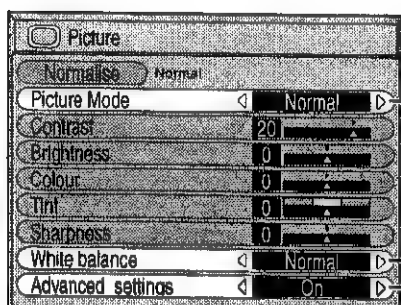 Picture
Normalise Normal
Picture Mode Normal
Contrast 20
Brightness 0
Colour 0
Tint 0
Sharpness 0
White balance Normal
Advanced settings On